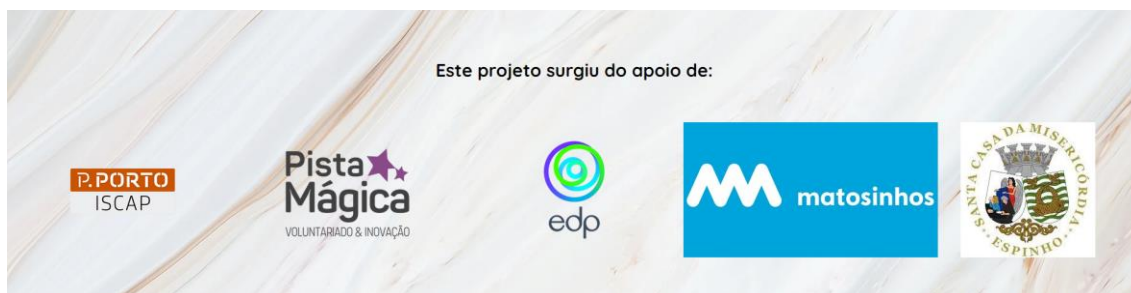 Este projeto surgiu do apoio de:
P.PORTO
ISCAP
Pista
Mágica
VOLUNTARIADO & INOVAÇÃO
edp
matosinhos
SANTA CASA DA MISERICÓRDIA
ESPINHO